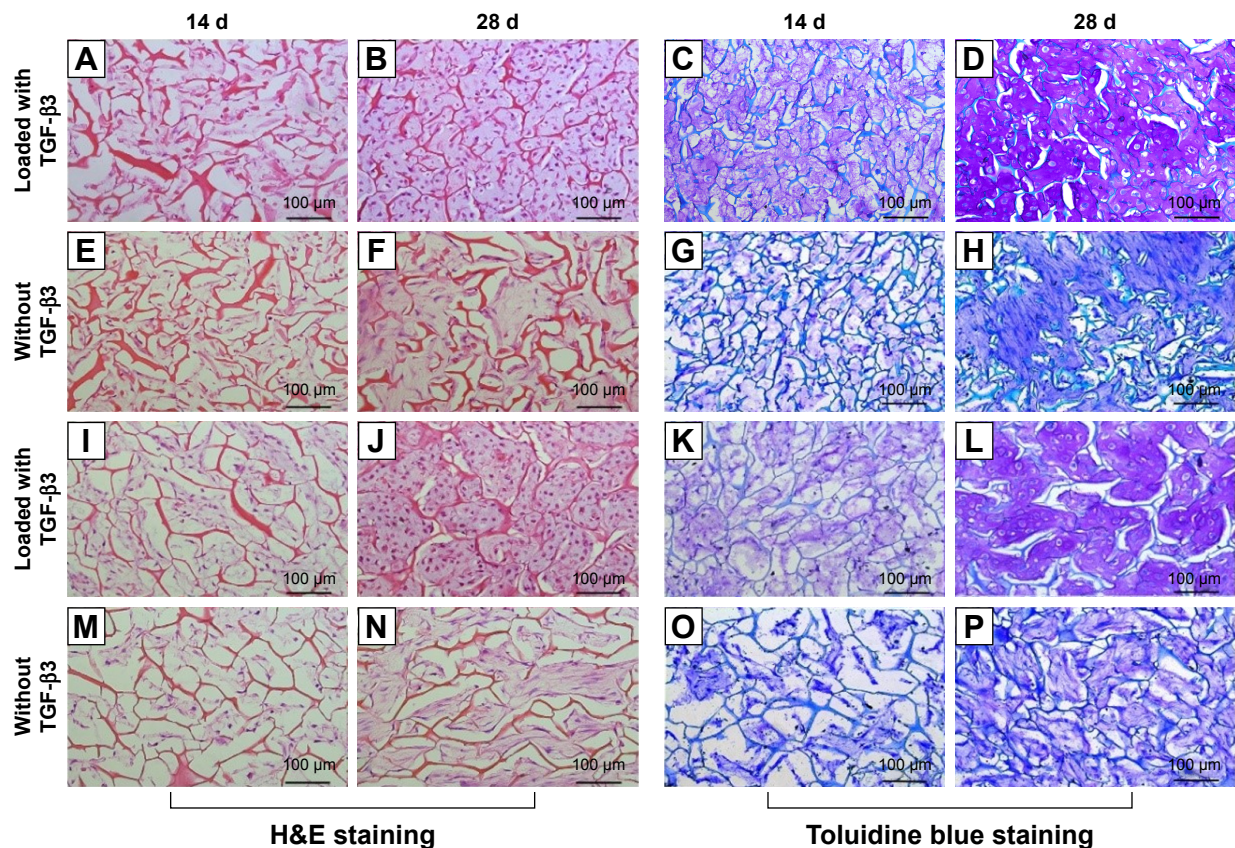 14 d 28 d 14 d 28 d
Loaded with
TGF-β3
A B C D
100 µm 100 µm 100 µm 100 µm
Without
TGF-β3
E F G H
100 µm 100 µm 100 µm 100 µm
Loaded with
TGF-β3
I J K L
100 µm 100 µm 100 µm 100 µm
Without
TGF-β3
M N O P
100 µm 100 µm 100 µm 100 µm
H&E staining Toluidine blue staining